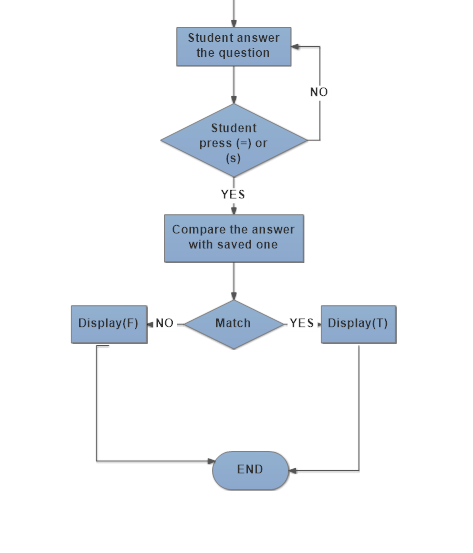 Student answer
the question
NO
Student
press (=) or
(s)
YES
Compare the answer
with saved one
Display(F)
NO
Match
YES
Display(T)
END